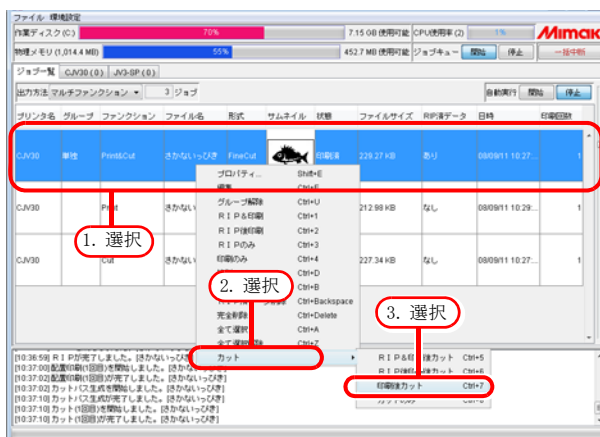 ファイル 環境設定
作業ディスク(C:) 70% 7.15 GB 使用可能 CPU使用率(2) 1% Mimaki
物理メモリ(1,014.4 MB) 55% 452.7 MB 使用可能 ジョブキュー 開始 停止 一括中断
ジョブ一覧 CJV30 ( 0 ) JV3-SP ( 0 )
出力方法 マルチファンクション 3 ジョブ 自動実行 開始 停止
プリンタ名 グループ ファンクション ファイル名 形式 サムネイル 状態 ファイルサイズ RIP済データ 日時 印刷回数
CJV30 単独 Print&Cut さかないっぴき FineCut 印刷済 229.27 KB あり 08/09/11 10:27... 1
プロパティ... Shift+E
編集 Ctrl+E
グループ解除 Ctrl+U
CJV30 Print さかない 212.98 KB なし 08/09/11 10:29... 1
ＲＩＰ＆印刷 Ctrl+1
ＲＩＰ後印刷 Ctrl+2
1. 選択
ＲＩＰのみ Ctrl+3
印刷のみ Ctrl+4
CJV30 Cut さかない 227.34 KB なし 08/09/11 10:27... 1
Ctrl+D
2. 選択
Ctrl+B
Ctrl+Backspace
完全削除 Ctrl+Delete
3. 選択
全て選択 Ctrl+A
全て選択解除 Ctrl+Z
カット
[10:36:59] ＲＩＰが完了しました。[さかないっぴき]
[10:37:00] 配置印刷(1回目)を開始しました。[さかないっぴき]
[10:37:02] 配置印刷(1回目)が完了しました。[さかないっぴき]
[10:37:02] カットパス生成を開始しました。[さかないっぴき]
[10:37:10] カットパス生成が完了しました。[さかないっぴき]
[10:37:10] カット(1回目)を開始しました。[さかないっぴき]
[10:37:10] カット(1回目)が完了しました。[さかないっぴき]
ＲＩＰ＆印 後カット Ctrl+5
ＲＩＰ後印 後カット Ctrl+6
印刷後カット Ctrl+7
カットのみ Ctrl+8